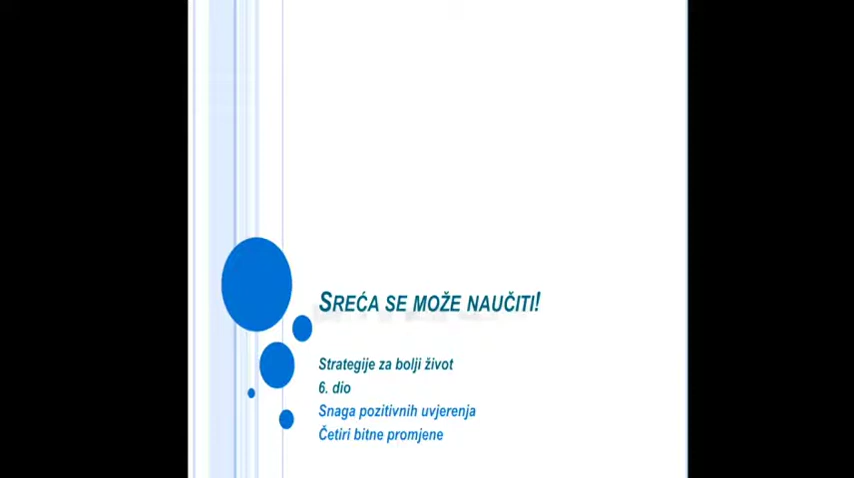 SREĆA SE MOŽE NAUČITI!
Strategije za bolji život
6. dio
Snaga pozitivnih uvjerenja
Četiri bitne promjene